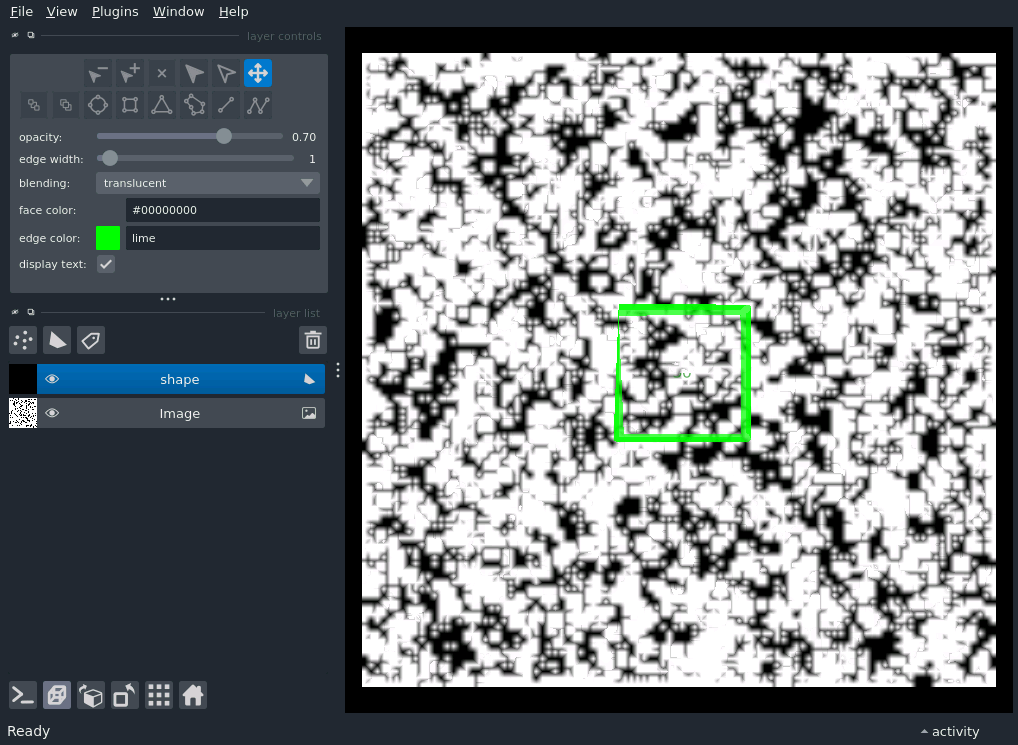 File View Plugins Window Help
layer controls
opacity: 0.70
edge width: 1
blending: translucent
face color: #00000000
edge color: lime
display text:
layer list
shape
Image
Ready
activity